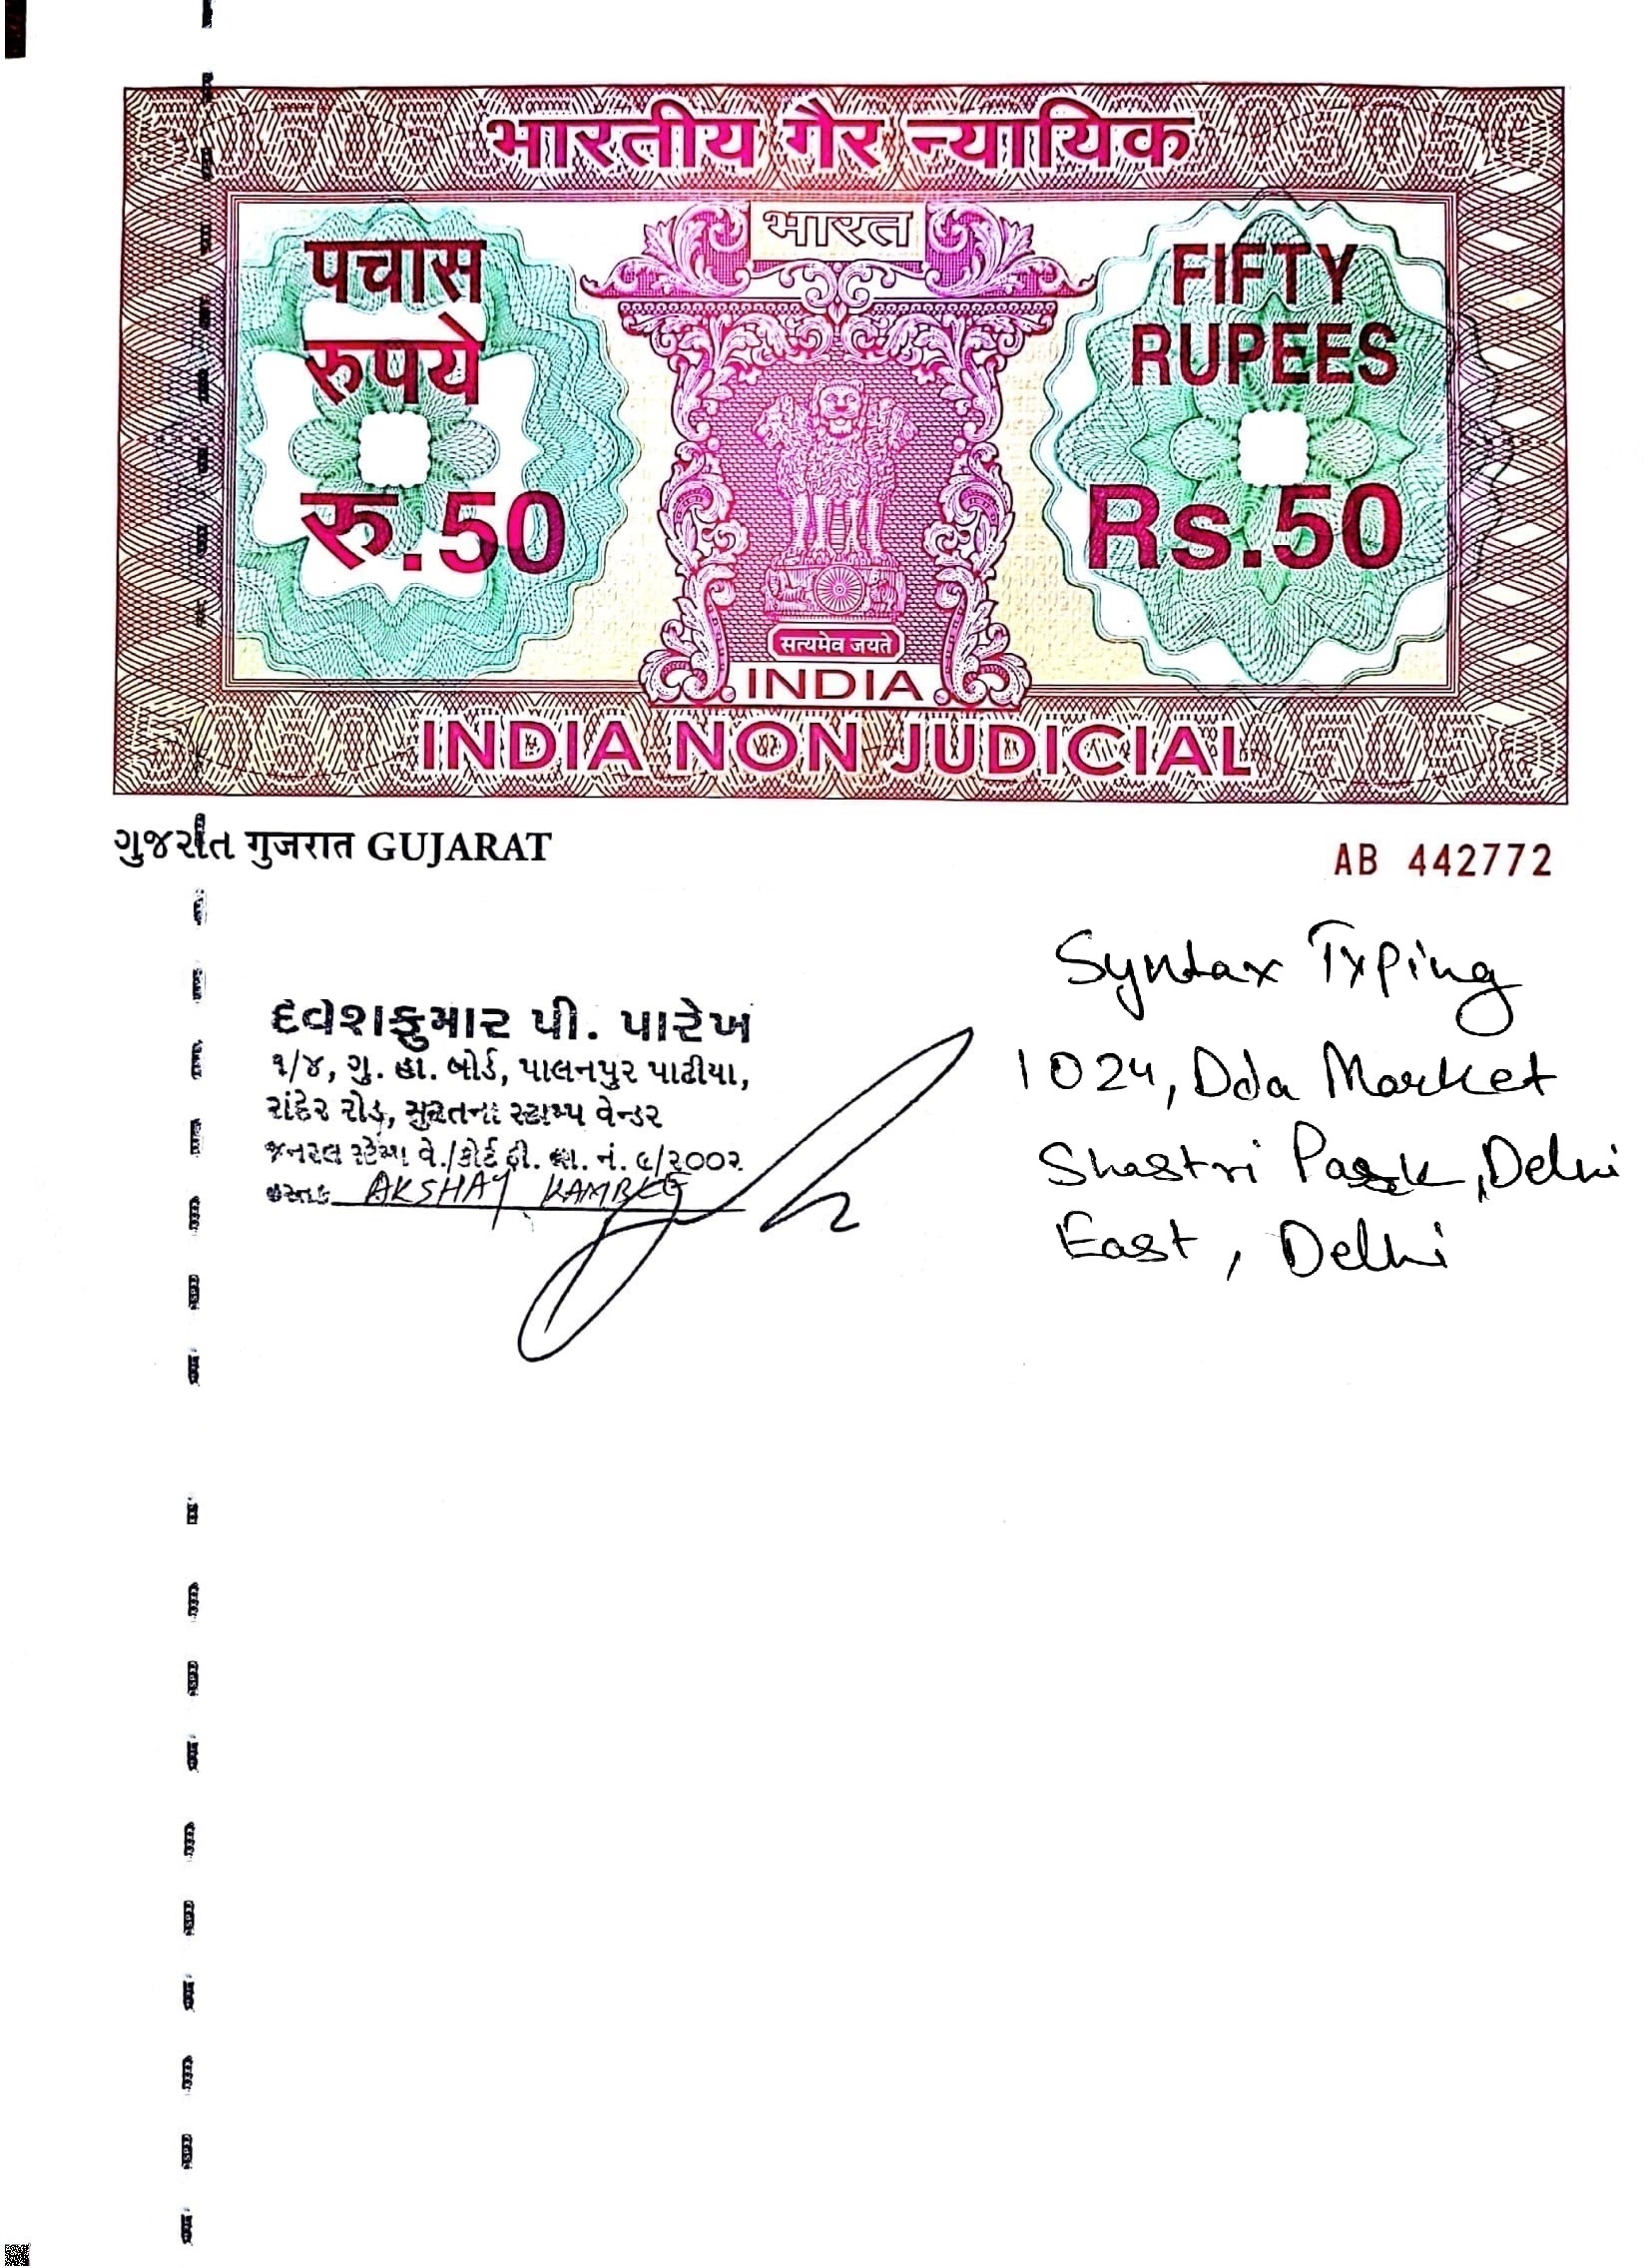 भारतीय गैर न्यायिक
भारत
पचास
रुपये
रु.50
FIFTY
RUPEES
Rs.50
सत्यमेव जयते
INDIA
INDIA NON JUDICIAL
ગુજરાત गुजरात GUJARAT
AB 442772
Syntax Typing
1024, Dda Market
Shastri Park, Delhi
East, Delhi
દેવેશકુમાર પી. પારેખ
૧/૪, ગુ. હા. બોર્ડ, પાલનપુર પાટીયા,
રાંદેર રોડ, સુરતના સ્ટામ્પ વેન્ડર
જનરલ સ્ટેમ્પ વે./કોર્ટ ફી. લા. નં. ૬/૨૦૦૨
AKSHAY KAMBLE